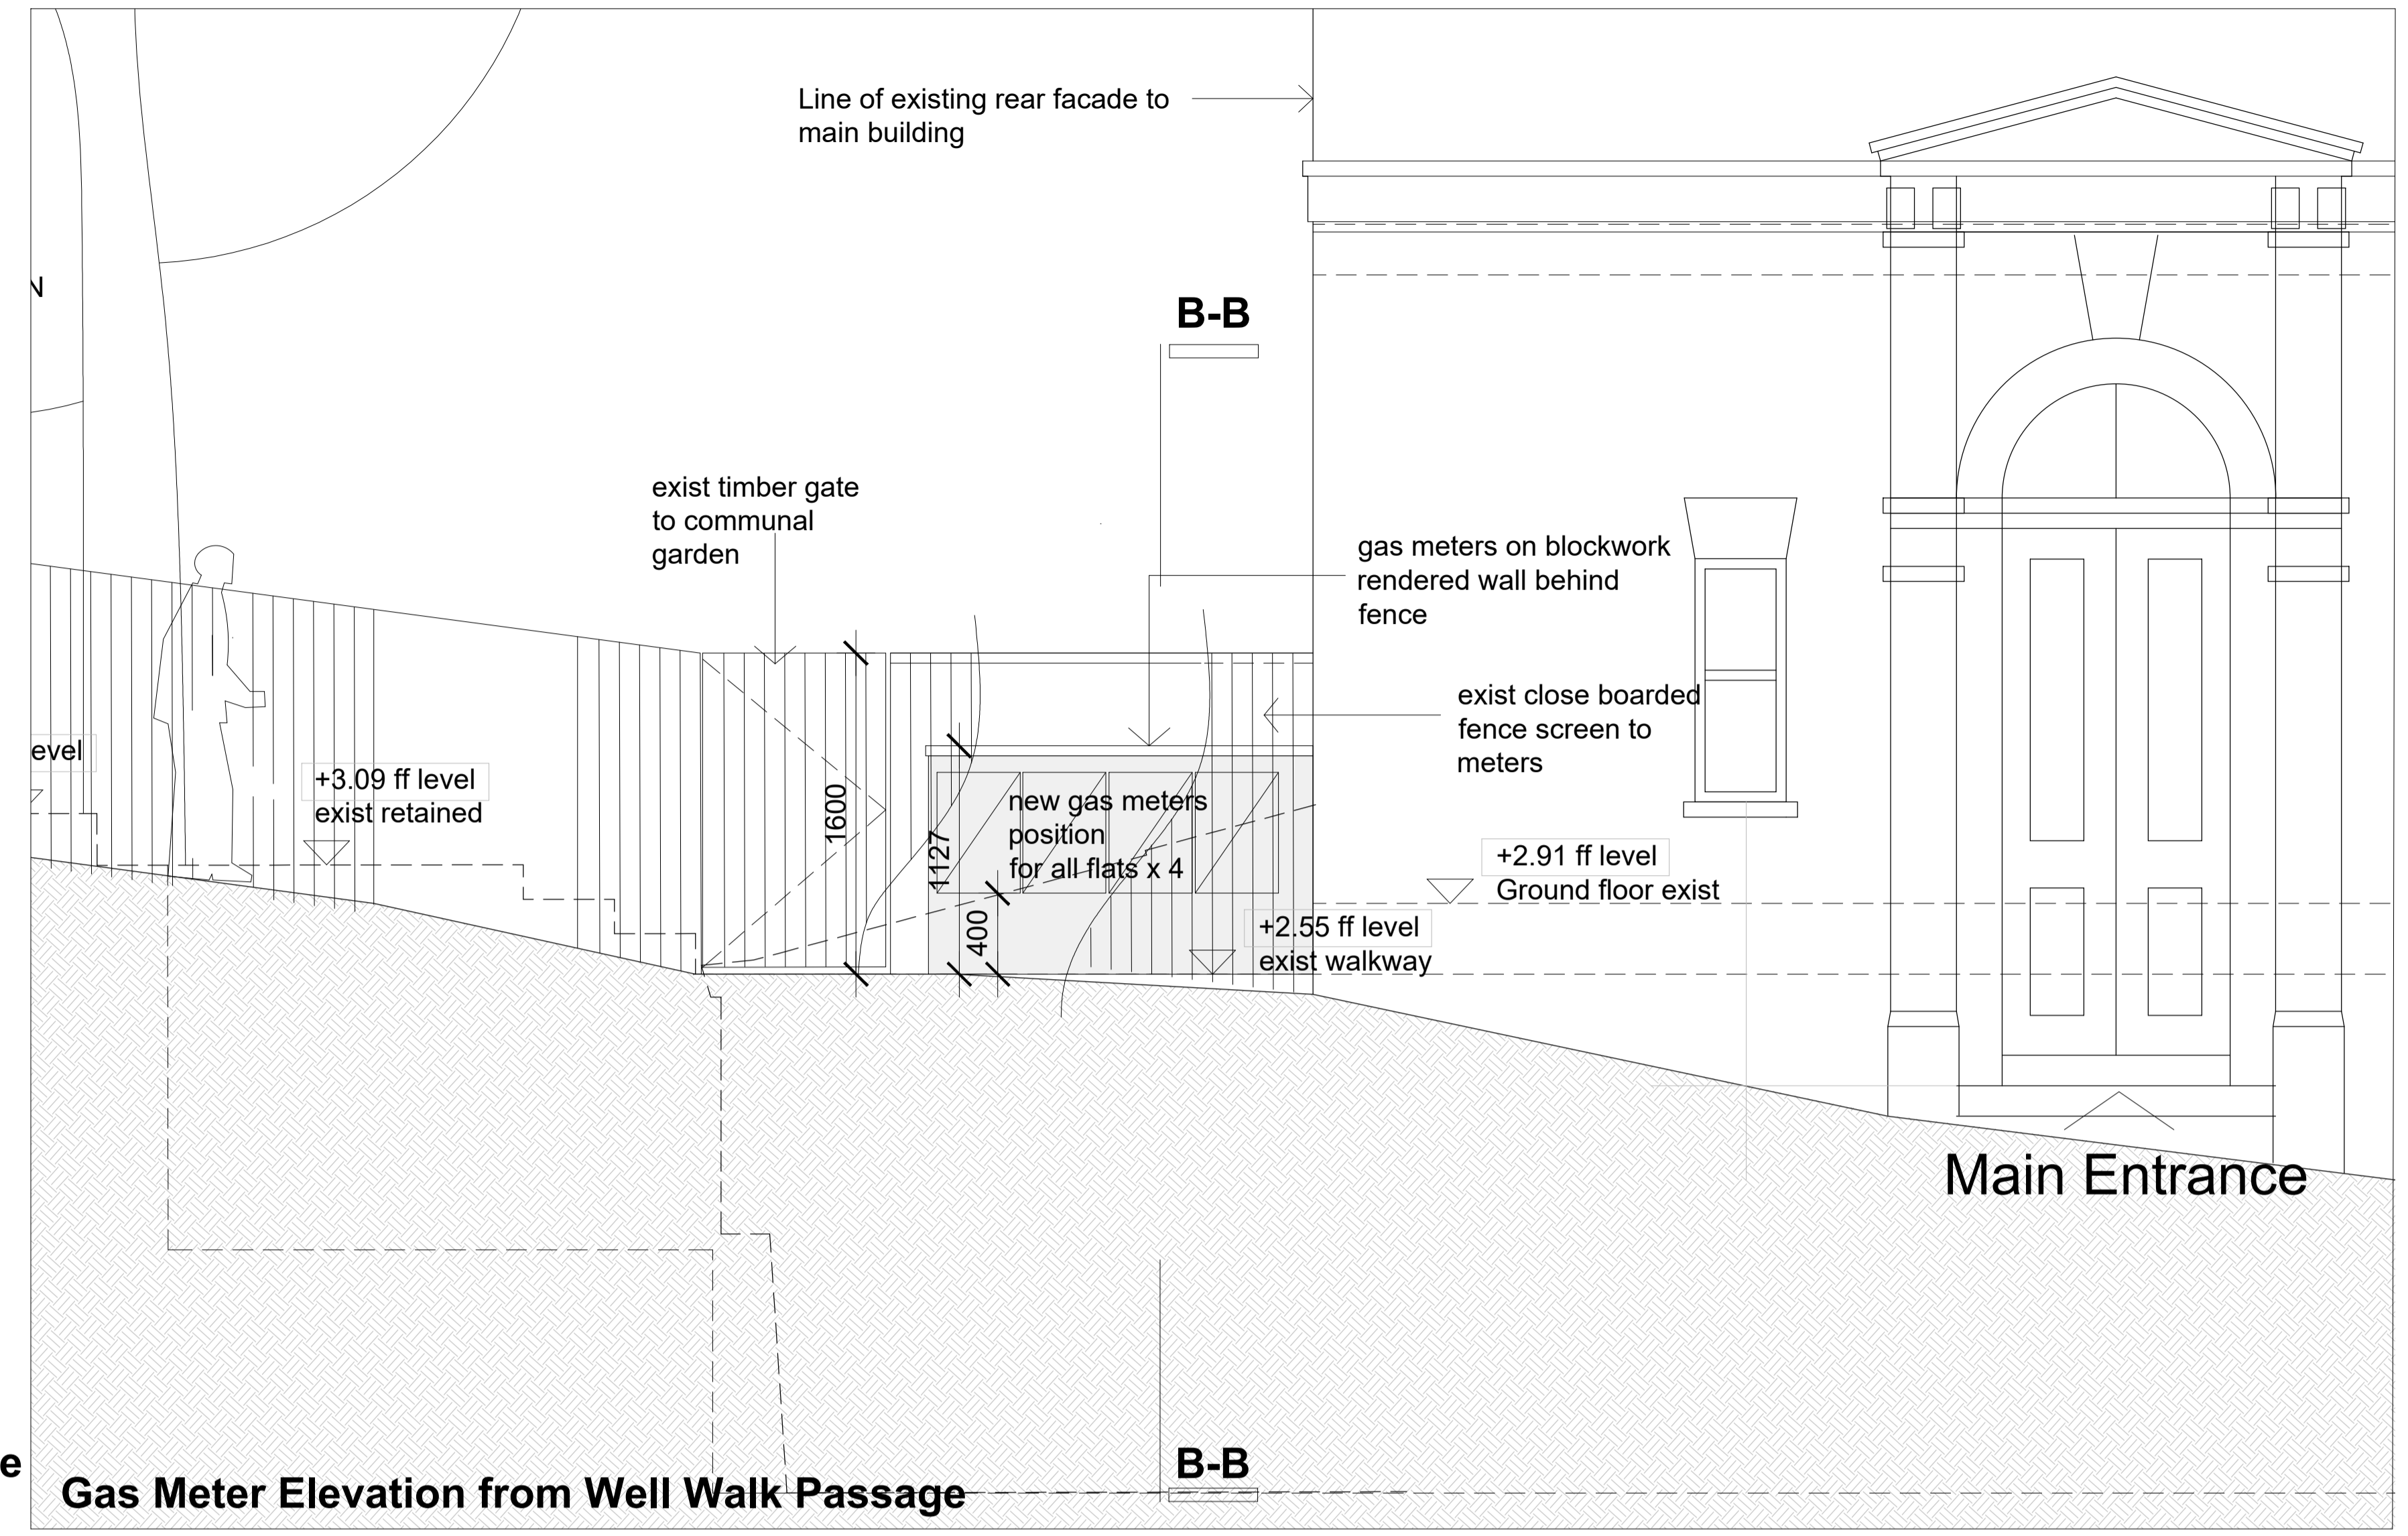 Line of existing rear facade to
main building
N
B-B
exist timber gate
to communal
garden
gas meters on blockwork
rendered wall behind
fence
exist close boarded
fence screen to
meters
evel
+3.09 ff level
exist retained
1600
1127
400
new gas meters
position
for all flats x 4
+2.91 ff level
Ground floor exist
+2.55 ff level
exist walkway
Main Entrance
B-B
e
Gas Meter Elevation from Well Walk Passage